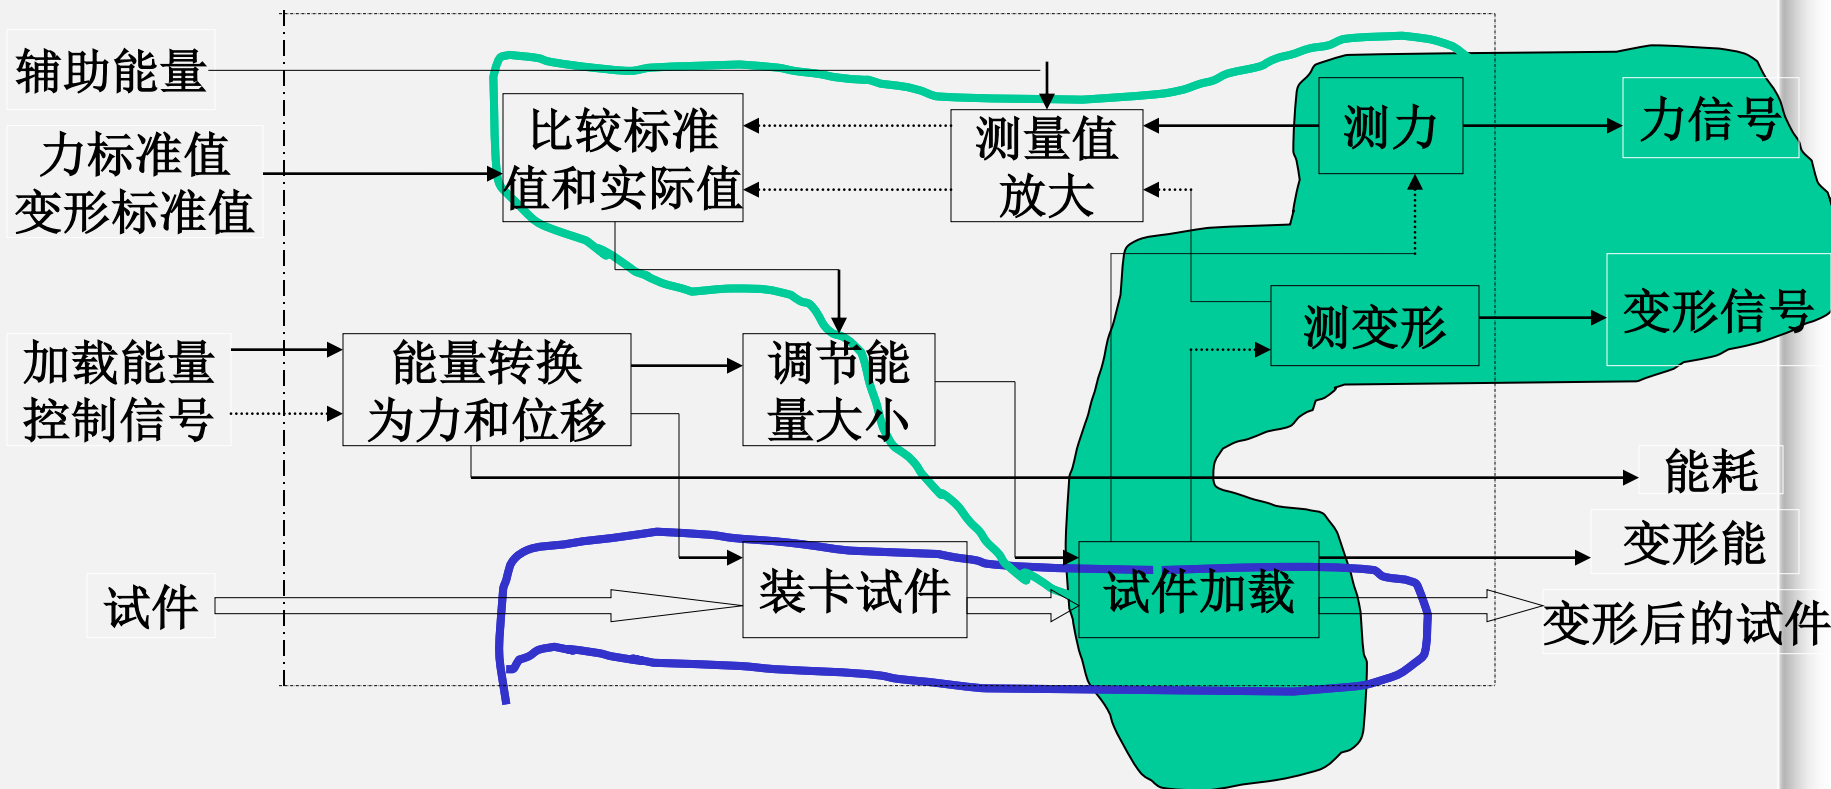 辅助能量
力标准值
变形标准值
比较标准
值和实际值
测量值
放大
测力
力信号
测变形
变形信号
加载能量
控制信号
能量转换
为力和位移
调节能
量大小
能耗
变形能
试件
装卡试件
试件加载
变形后的试件